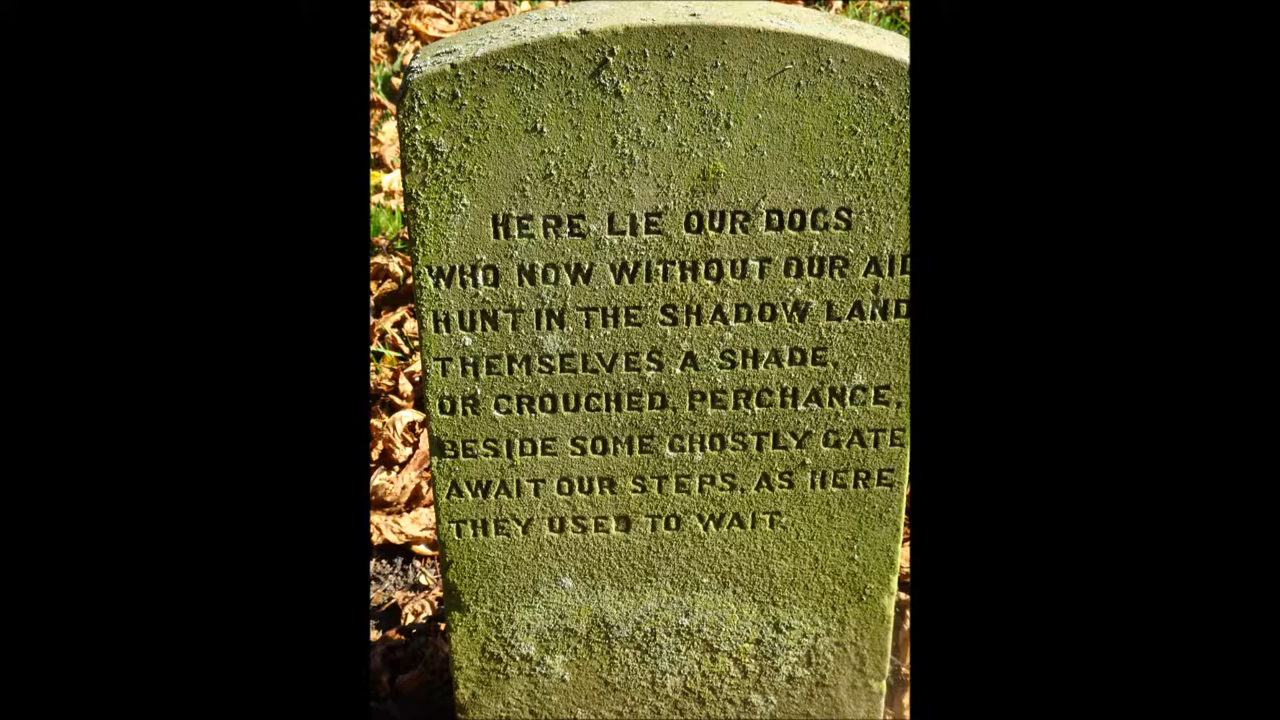 HERE LIE OUR DOGS
WHO NOW WITHOUT OUR AID
HUNT IN THE SHADOW LAND
THEMSELVES A SHADE,
OR CROUCHED PERCHANCE,
BESIDE SOME GHOSTLY GATE
AWAIT OUR STEPS, AS HERE
THEY USED TO WAIT.